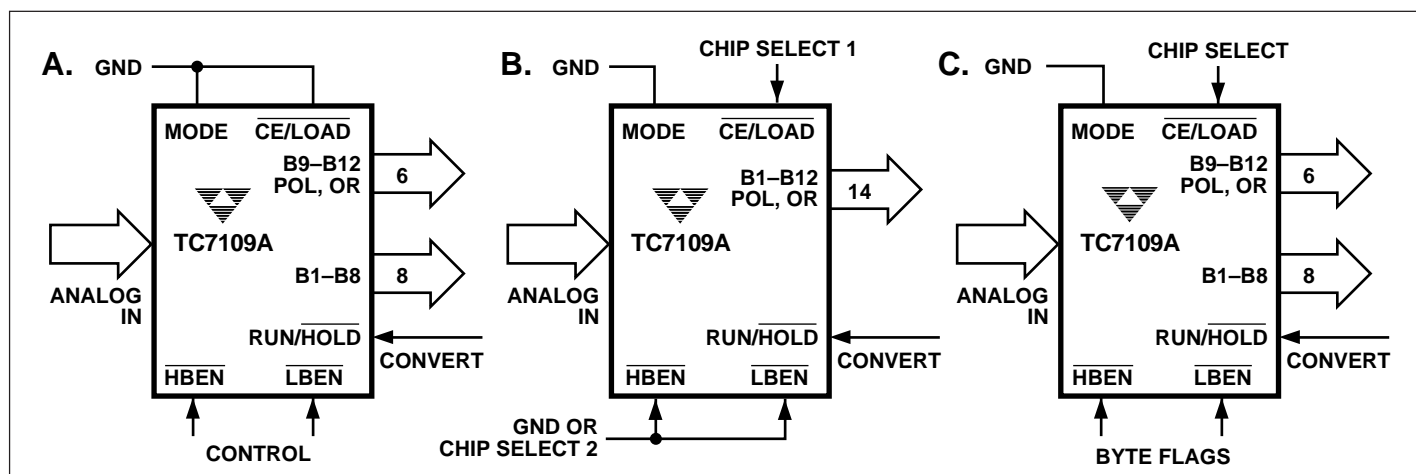 A.
GND
MODE
CE/LOAD
B9–B12
POL, OR
6
TC7109A
B1–B8
8
ANALOG
IN
RUN/HOLD
CONVERT
HBEN
LBEN
CONTROL
B.
GND
CHIP SELECT 1
MODE
CE/LOAD
B1–B12
POL, OR
14
TC7109A
ANALOG
IN
RUN/HOLD
CONVERT
HBEN
LBEN
GND OR
CHIP SELECT 2
C.
GND
CHIP SELECT
MODE
CE/LOAD
B9–B12
POL, OR
6
TC7109A
B1–B8
8
ANALOG
IN
RUN/HOLD
CONVERT
HBEN
LBEN
BYTE FLAGS